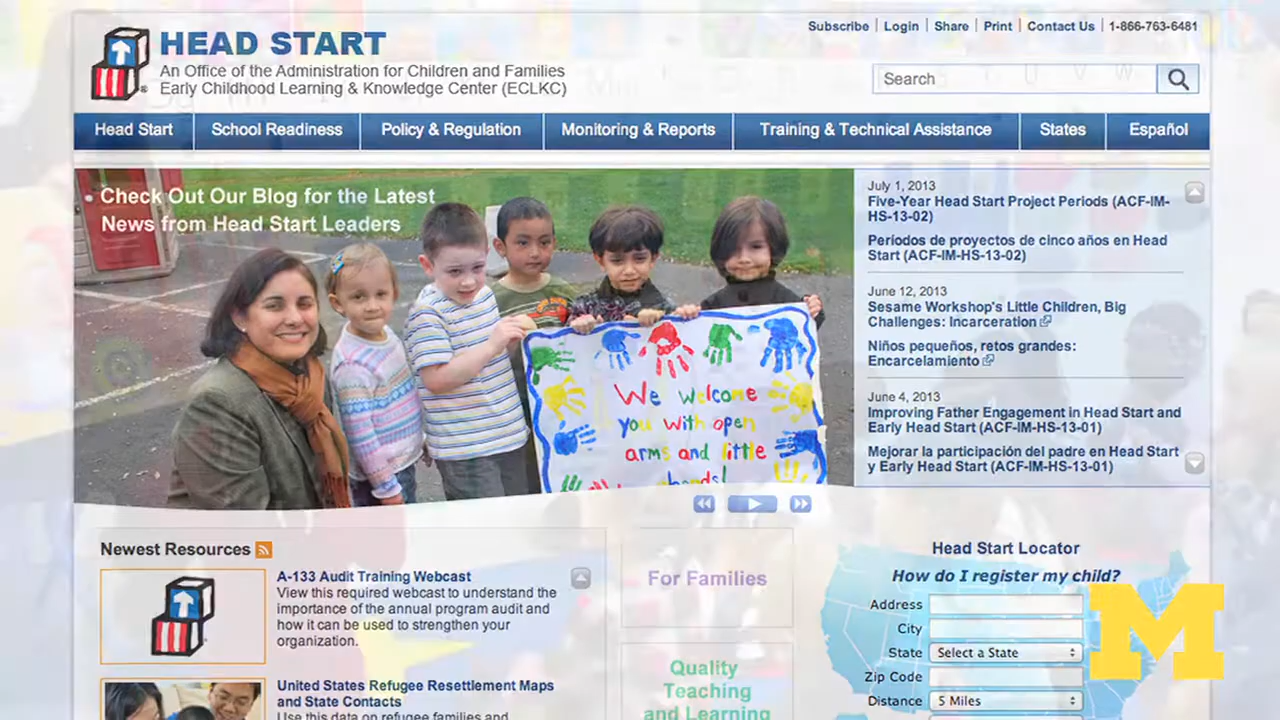 Subscribe Login Share Print Contact Us 1-866-763-6481
HEAD START
An Office of the Administration for Children and Families
Early Childhood Learning & Knowledge Center (ECLKC)
Search
Head Start School Readiness Policy & Regulation Monitoring & Reports Training & Technical Assistance States Español
Check Out Our Blog for the Latest
News from Head Start Leaders
We welcome
you with open
arms and little
hands!
July 1, 2013
Five-Year Head Start Project Periods (ACF-IM-
HS-13-02)
Períodos de proyectos de cinco años en Head
Start (ACF-IM-HS-13-02)
June 12, 2013
Sesame Workshop's Little Children, Big
Challenges: Incarceration
Niños pequeños, retos grandes:
Encarcelamiento
June 4, 2013
Improving Father Engagement in Head Start and
Early Head Start (ACF-IM-HS-13-01)
Mejorar la participación del padre en Head Start
y Early Head Start (ACF-IM-HS-13-01)
Newest Resources
A-133 Audit Training Webcast
View this required webcast to understand the
importance of the annual program audit and
how it can be used to strengthen your
organization.
United States Refugee Resettlement Maps
and State Contacts
Use this data on refugee families and
For Families
Quality
Teaching
and Learning
Head Start Locator
How do I register my child?
Address
City
State Select a State
Zip Code
Distance 5 Miles
M